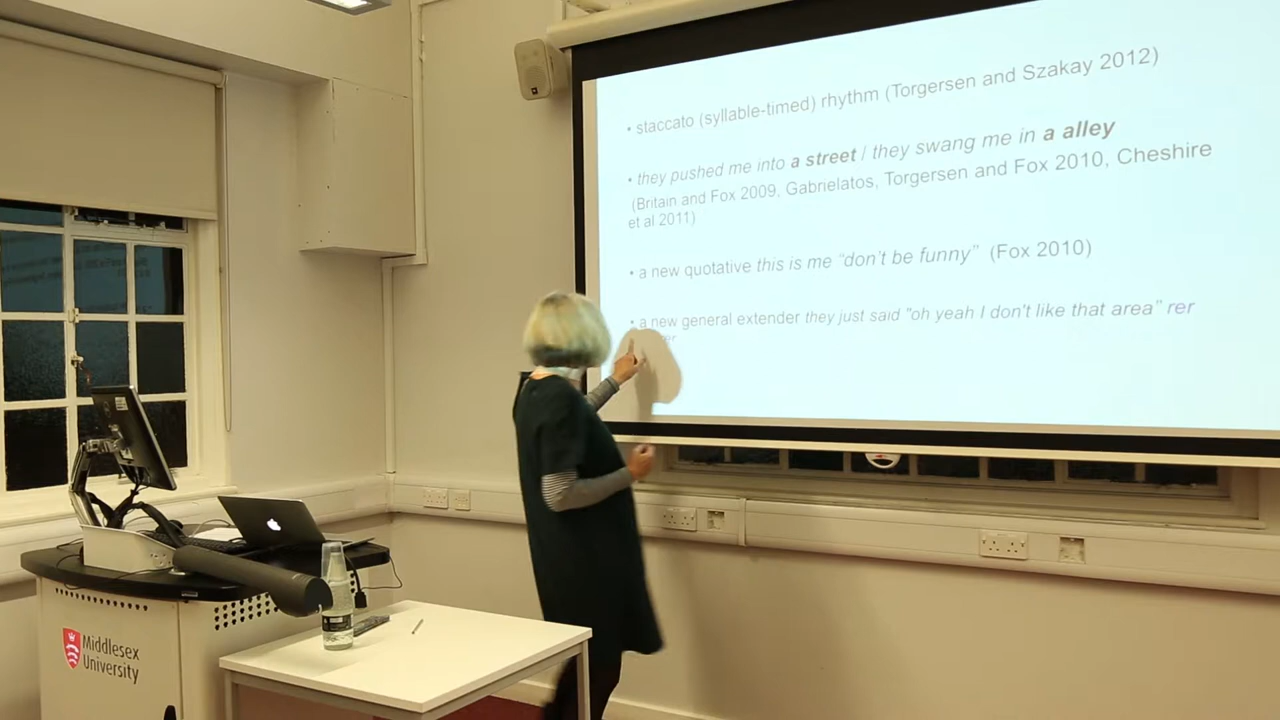 • staccato (syllable-timed) rhythm (Torgersen and Szakay 2012)
• they pushed me into a street / they swang me in a alley
(Britain and Fox 2009, Gabrielatos, Torgersen and Fox 2010, Cheshire
et al 2011)
• a new quotative this is me “don’t be funny” (Fox 2010)
• a new general extender they just said "oh yeah I don't like that area" rer
rer
Middlesex
University